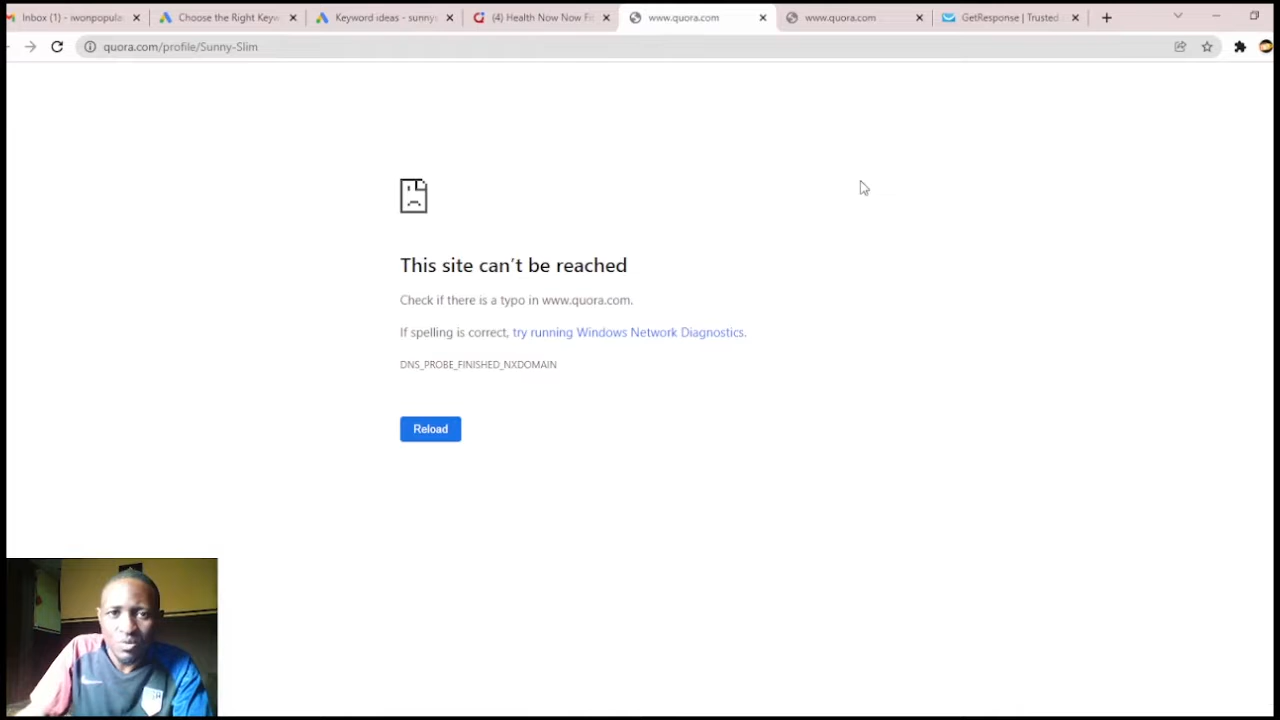 Inbox (1) - iwonpopula
Choose the Right Keyw
Keyword ideas - sunny
(4) Health Now Now Fi
www.quora.com
www.quora.com
GetResponse | Trusted
quora.com/profile/Sunny-Slim
This site can't be reached
Check if there is a typo in www.quora.com.
If spelling is correct, try running Windows Network Diagnostics.
DNS_PROBE_FINISHED_NXDOMAIN
Reload